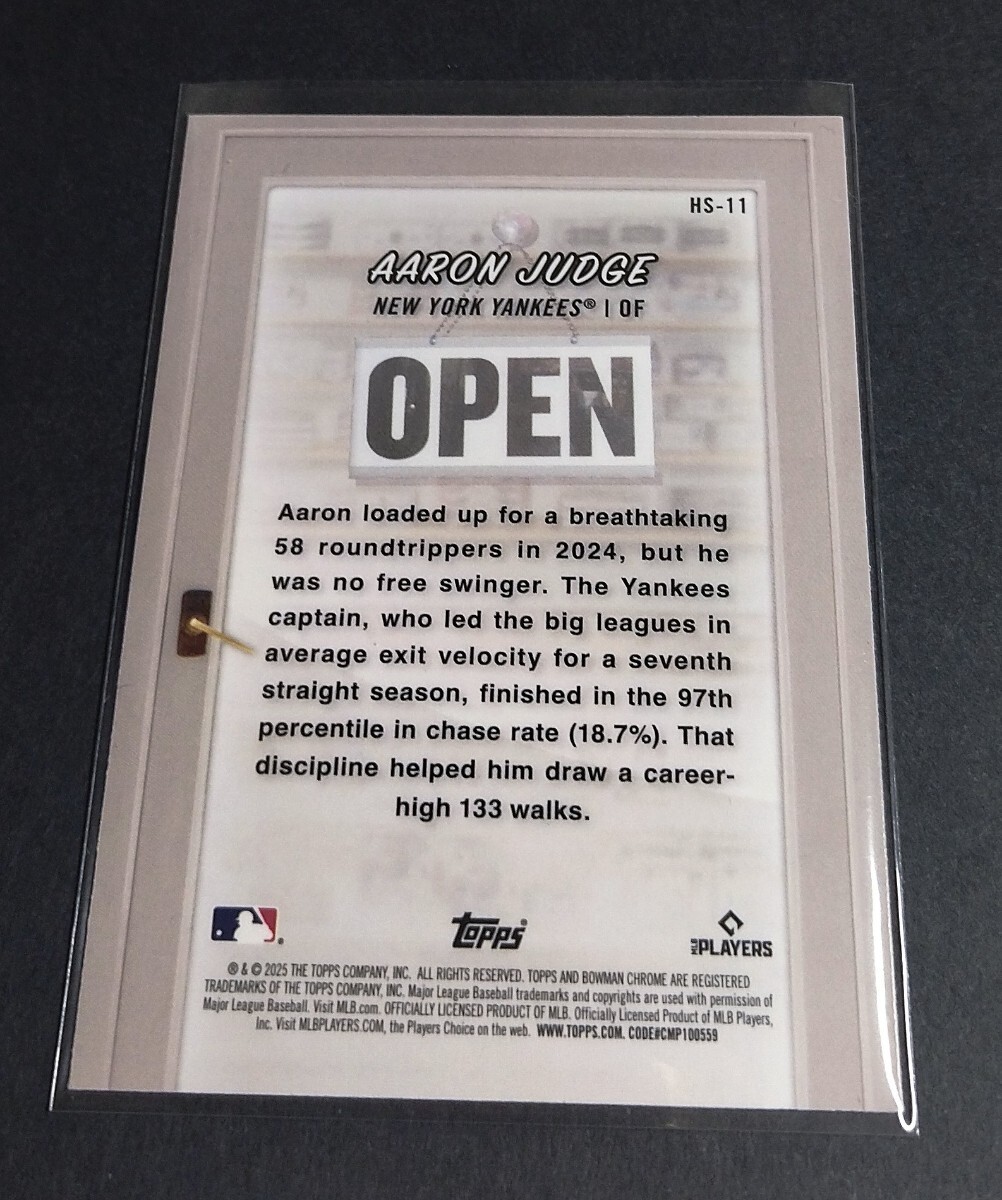 HS-11
AARON JUDGE
NEW YORK YANKEES® | OF
OPEN
Aaron loaded up for a breathtaking
58 roundtrippers in 2024, but he
was no free swinger. The Yankees
captain, who led the big leagues in
average exit velocity for a seventh
straight season, finished in the 97th
percentile in chase rate (18.7%). That
discipline helped him draw a career-
high 133 walks.
topps®
MLB PLAYERS
® & © 2025 THE TOPPS COMPANY, INC. ALL RIGHTS RESERVED. TOPPS AND BOWMAN CHROME ARE REGISTERED
TRADEMARKS OF THE TOPPS COMPANY, INC. Major League Baseball trademarks and copyrights are used with permission of
Major League Baseball. Visit MLB.com. OFFICIALLY LICENSED PRODUCT OF MLB. Officially Licensed Product of MLB Players,
Inc. Visit MLBPLAYERS.COM, the Players Choice on the web. WWW.TOPPS.COM. CODE#CMP100559